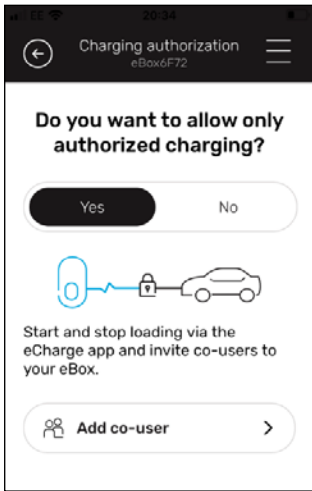 EE 20:34
Charging authorization
eBox6F72
Do you want to allow only
authorized charging?
Yes No
Start and stop loading via the
eCharge app and invite co-users to
your eBox.
Add co-user